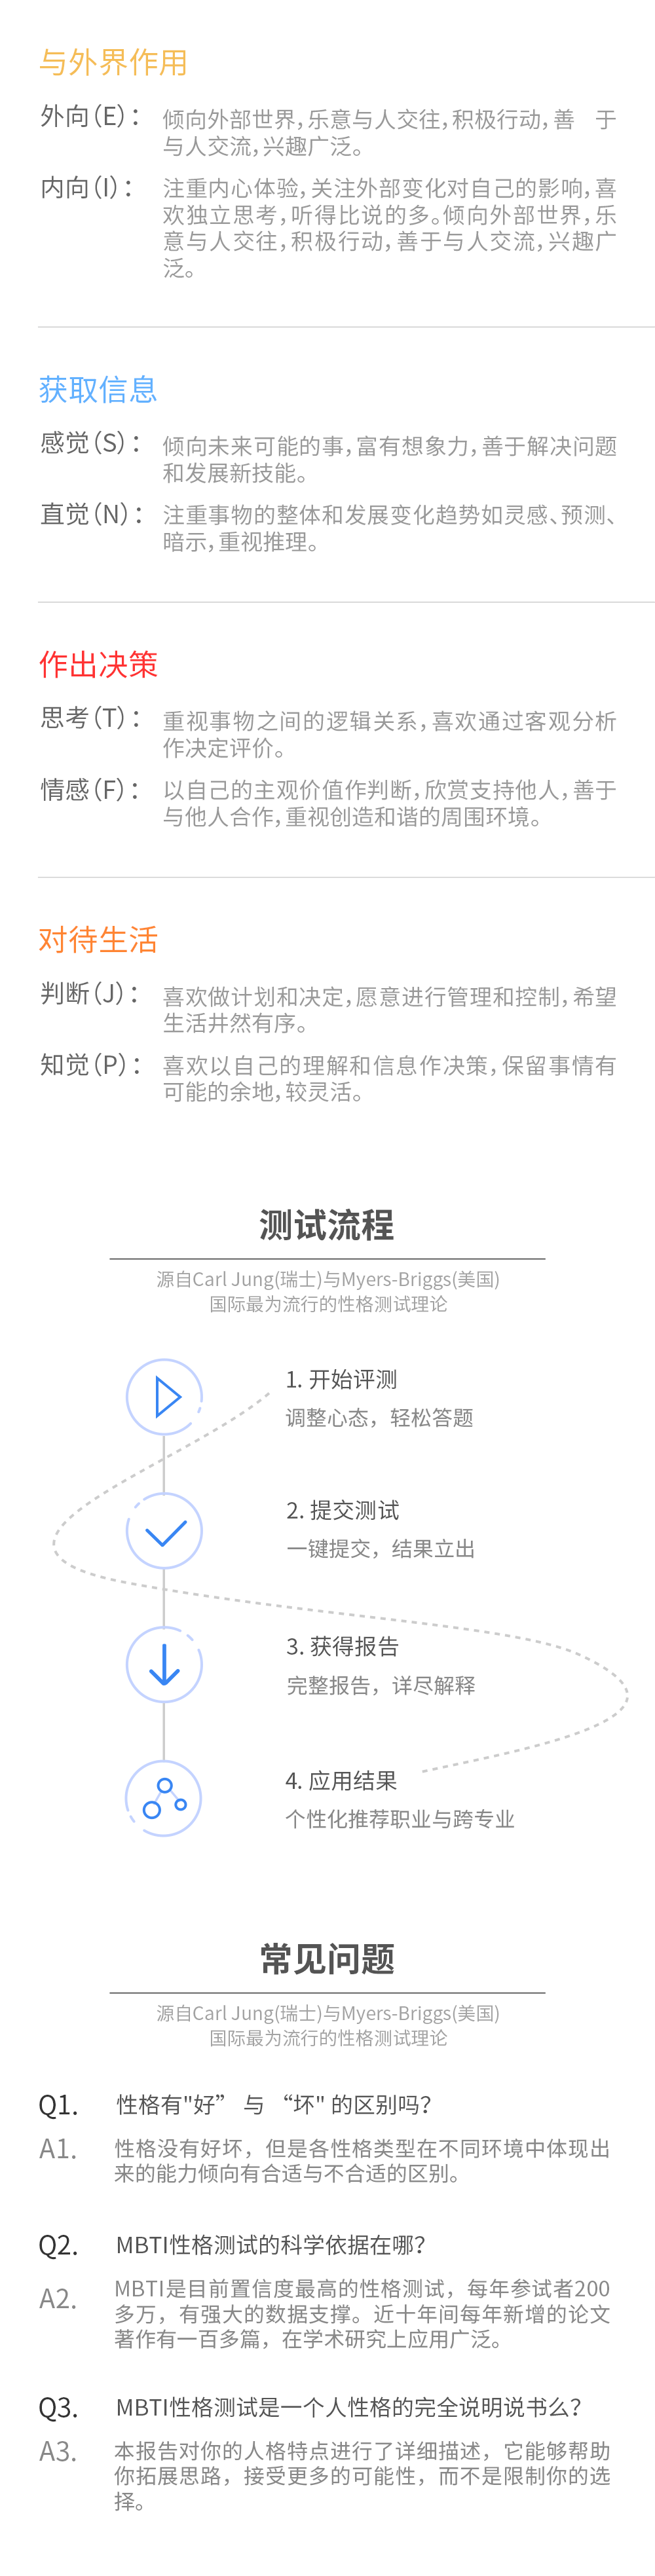 与外界作用
外向(E)：
倾向外部世界,乐意与人交往,积极行动,善　于
与人交流,兴趣广泛。
内向(I)：
注重内心体验,关注外部变化对自己的影响,喜
欢独立思考,听得比说的多。倾向外部世界,乐
意与人交往,积极行动,善于与人交流,兴趣广
泛。
获取信息
感觉(S)：
倾向未来可能的事,富有想象力,善于解决问题
和发展新技能。
直觉(N)：
注重事物的整体和发展变化趋势如灵感、预测、
暗示,重视推理。
作出决策
思考(T)：
重视事物之间的逻辑关系,喜欢通过客观分析
作决定评价。
情感(F)：
以自己的主观价值作判断,欣赏支持他人,善于
与他人合作,重视创造和谐的周围环境。
对待生活
判断(J)：
喜欢做计划和决定,愿意进行管理和控制,希望
生活井然有序。
知觉(P)：
喜欢以自己的理解和信息作决策,保留事情有
可能的余地,较灵活。
测试流程
源自Carl Jung(瑞士)与Myers-Briggs(美国)
国际最为流行的性格测试理论
1. 开始评测
调整心态，轻松答题
2. 提交测试
一键提交，结果立出
3. 获得报告
完整报告，详尽解释
4. 应用结果
个性化推荐职业与跨专业
常见问题
源自Carl Jung(瑞士)与Myers-Briggs(美国)
国际最为流行的性格测试理论
Q1. 性格有"好” 与 “坏" 的区别吗？
A1. 性格没有好坏，但是各性格类型在不同环境中体现出
来的能力倾向有合适与不合适的区别。
Q2. MBTI性格测试的科学依据在哪？
A2. MBTI是目前置信度最高的性格测试，每年参试者200
多万，有强大的数据支撑。近十年间每年新增的论文
著作有一百多篇，在学术研究上应用广泛。
Q3. MBTI性格测试是一个人性格的完全说明说书么？
A3. 本报告对你的人格特点进行了详细描述，它能够帮助
你拓展思路，接受更多的可能性，而不是限制你的选
择。